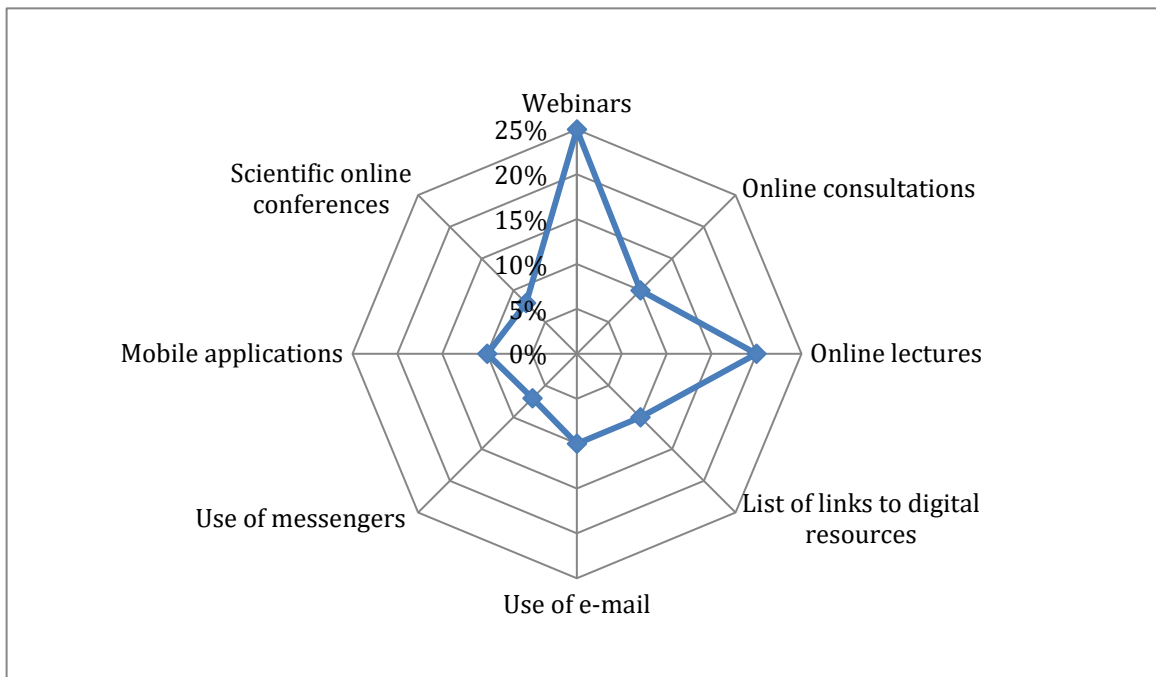 Webinars
25%
20%
15%
10%
5%
0%
Online consultations
Online lectures
List of links to digital
resources
Use of e-mail
Use of messengers
Mobile applications
Scientific online
conferences